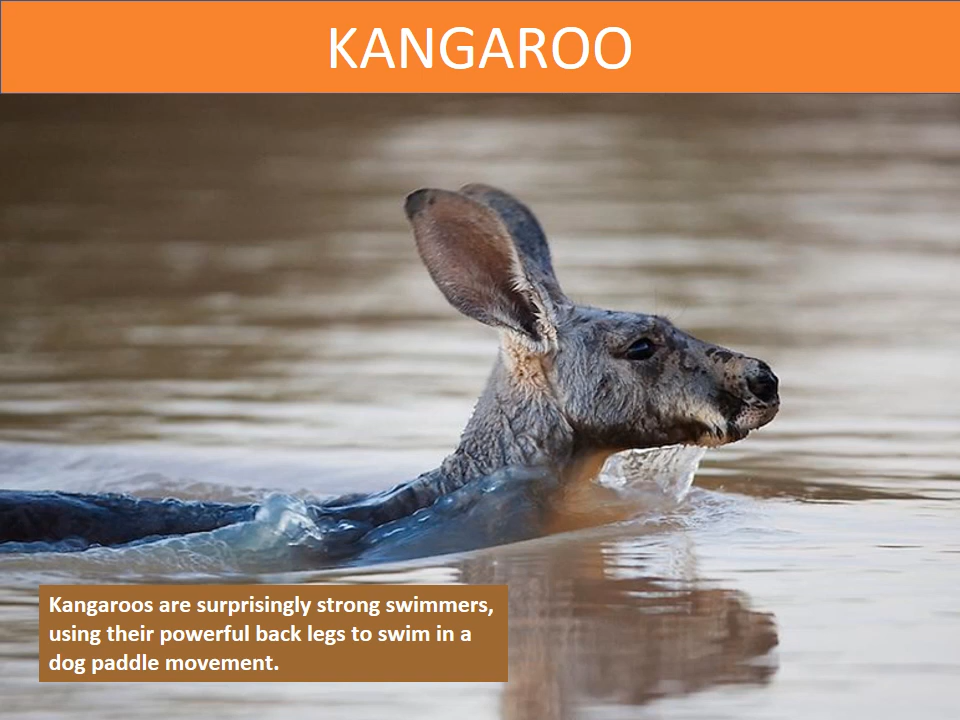 KANGAROO
Kangaroos are surprisingly strong swimmers,
using their powerful back legs to swim in a
dog paddle movement.